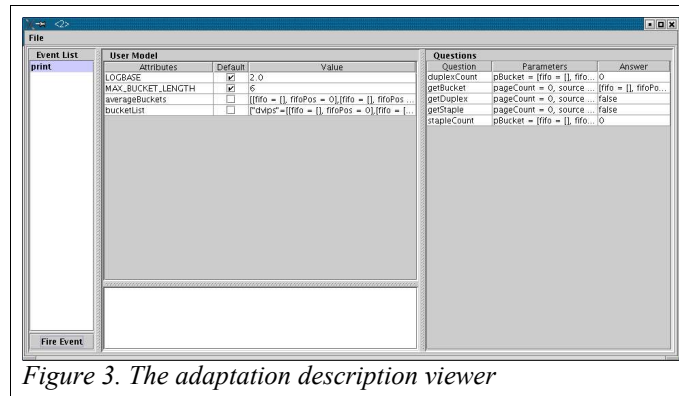 <2>
File
Event List
print
Fire Event
User Model
Attributes Default Value
LOGBASE 2.0
MAX_BUCKET_LENGTH 6
averageBuckets [[fifo = [], fifoPos = 0],[fifo = [], fifoPos ...
bucketList ["dvips"=[[fifo = [], fifoPos = 0],[fifo = [...
Questions
Question Parameters Answer
duplexCount pBucket = [fifo = [], fifo... 0
getBucket pageCount = 0, source ... [fifo = [], fifoPo...
getDuplex pageCount = 0, source ... false
getStaple pageCount = 0, source ... false
stapleCount pBucket = [fifo = [], fifo... 0
Figure 3. The adaptation description viewer